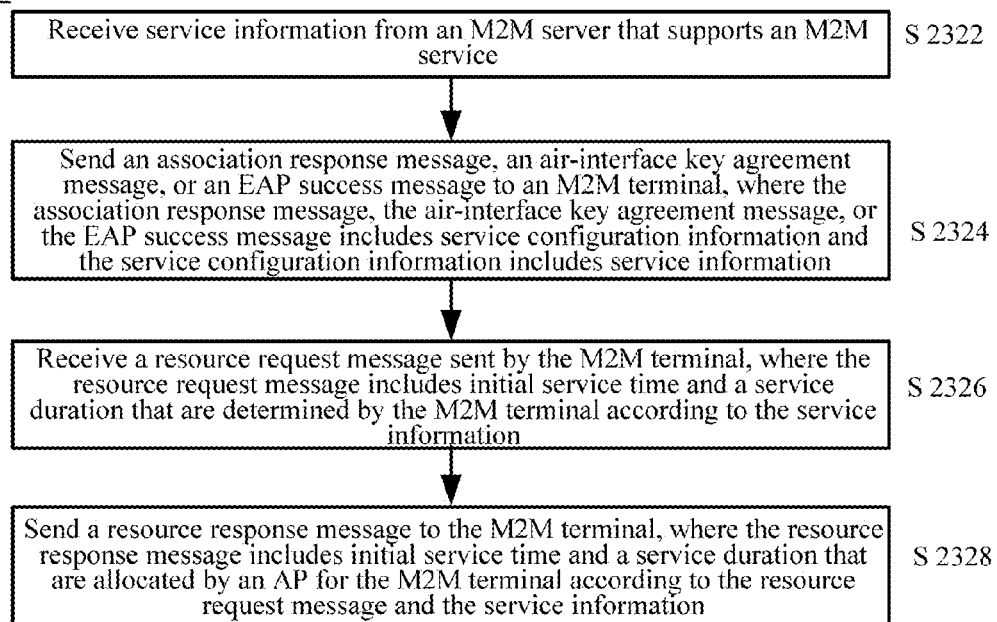 Receive service information from an M2M server that supports an M2M
service
S 2322
Send an association response message, an air-interface key agreement
message, or an EAP success message to an M2M terminal, where the
association response message, the air-interface key agreement message, or
the EAP success message includes service configuration information and
the service configuration information includes service information
S 2324
Receive a resource request message sent by the M2M terminal, where the
resource request message includes initial service time and a service
duration that are determined by the M2M terminal according to the service
information
S 2326
Send a resource response message to the M2M terminal, where the resource
response message includes initial service time and a service duration that
are allocated by an AP for the M2M terminal according to the resource
request message and the service information
S 2328